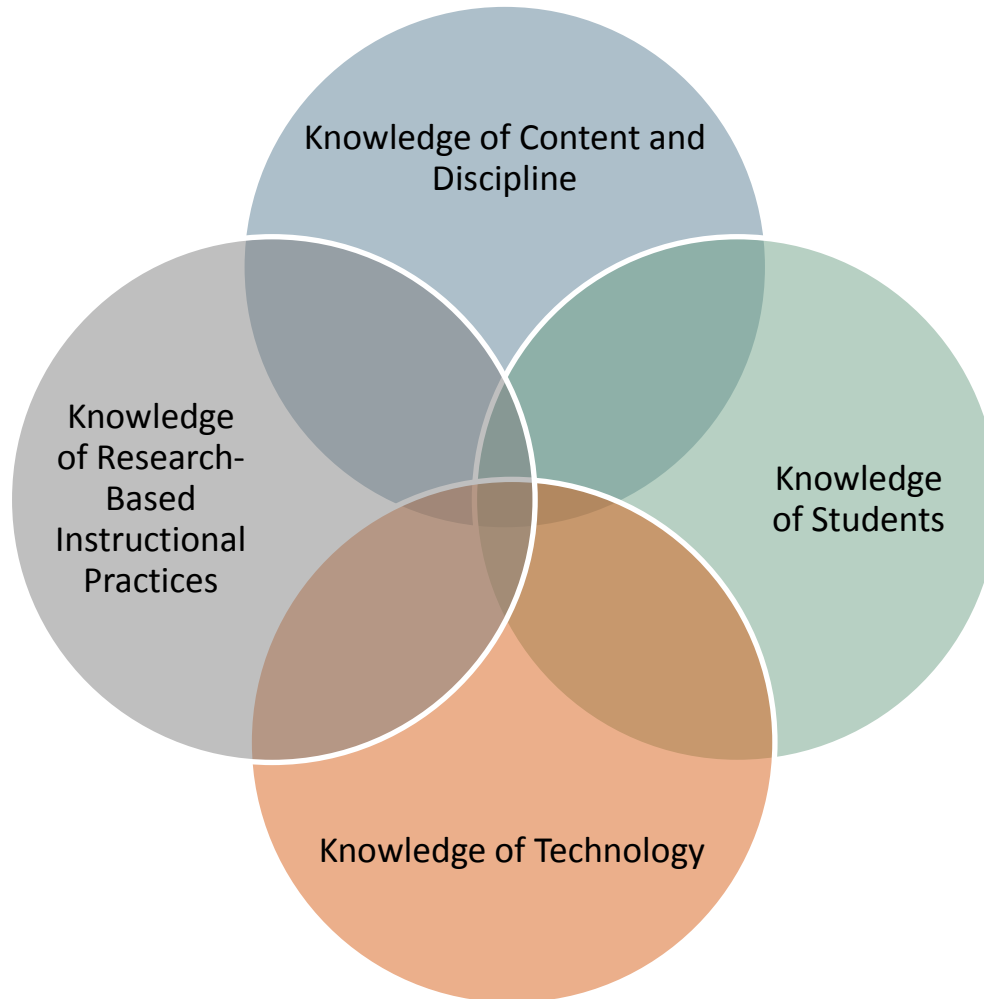 Knowledge of Content and
Discipline
Knowledge
of Research-
Based
Instructional
Practices
Knowledge
of Students
Knowledge of Technology